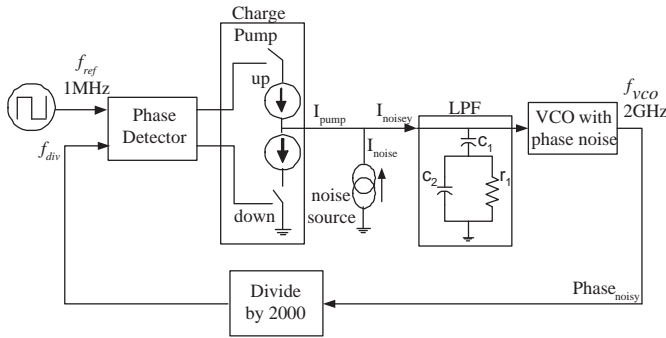 Charge
Pump
up
down
f_ref
1MHz
f_div
Phase
Detector
I_pump
I_noisey
I_noise
noise
source
LPF
c_1
c_2
r_1
VCO with
phase noise
f_vco
2GHz
Phase_noisy
Divide
by 2000